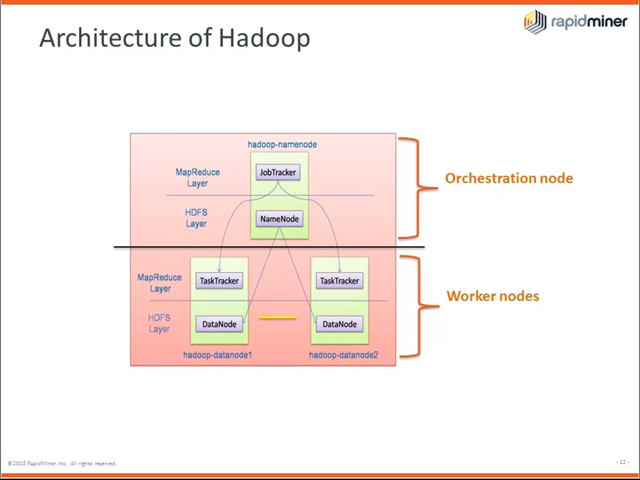 Architecture of Hadoop
rapidminer
hadoop-namenode
MapReduce
Layer
JobTracker
HDFS
Layer
NameNode
Orchestration node
MapReduce
Layer
TaskTracker
TaskTracker
Worker nodes
HDFS
Layer
DataNode
DataNode
hadoop-datanode1
hadoop-datanode2
©2015 RapidMiner, Inc. All rights reserved.
- 12 -